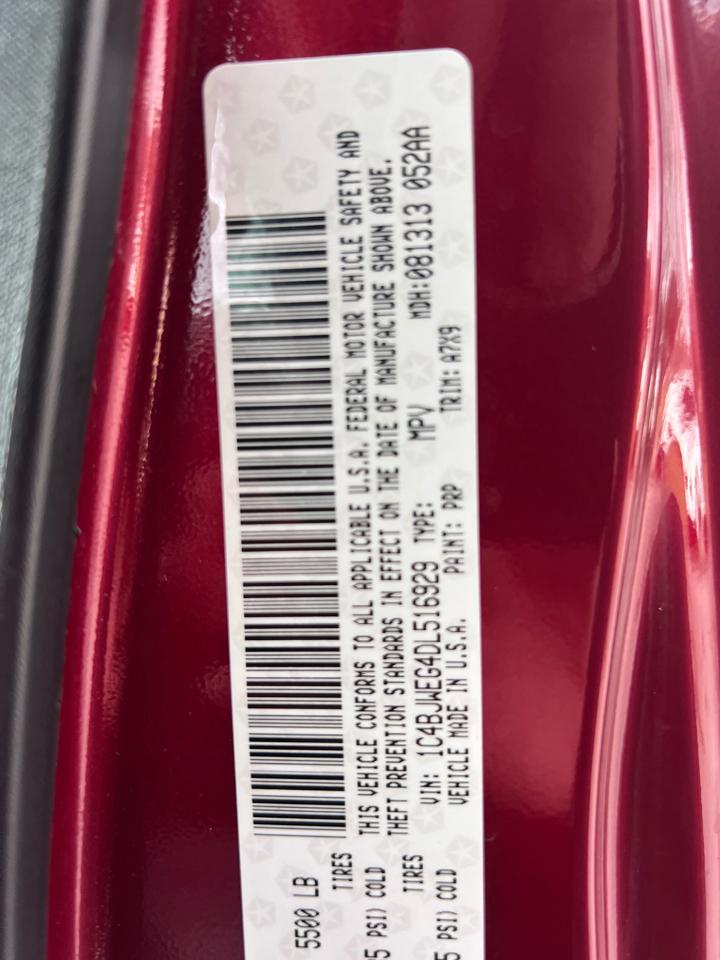 5500 LB
TIRES
5 PSI) COLD
TIRES
5 PSI) COLD
THIS VEHICLE CONFORMS TO ALL APPLICABLE U.S.A. FEDERAL MOTOR VEHICLE SAFETY AND
THEFT PREVENTION STANDARDS IN EFFECT ON THE DATE OF MANUFACTURE SHOWN ABOVE.
VIN: 1C4BJWEG4DL516929 TYPE: MPV MDH:081313 052AA
VEHICLE MADE IN U.S.A. PAINT: PRP TRIM: A7X9